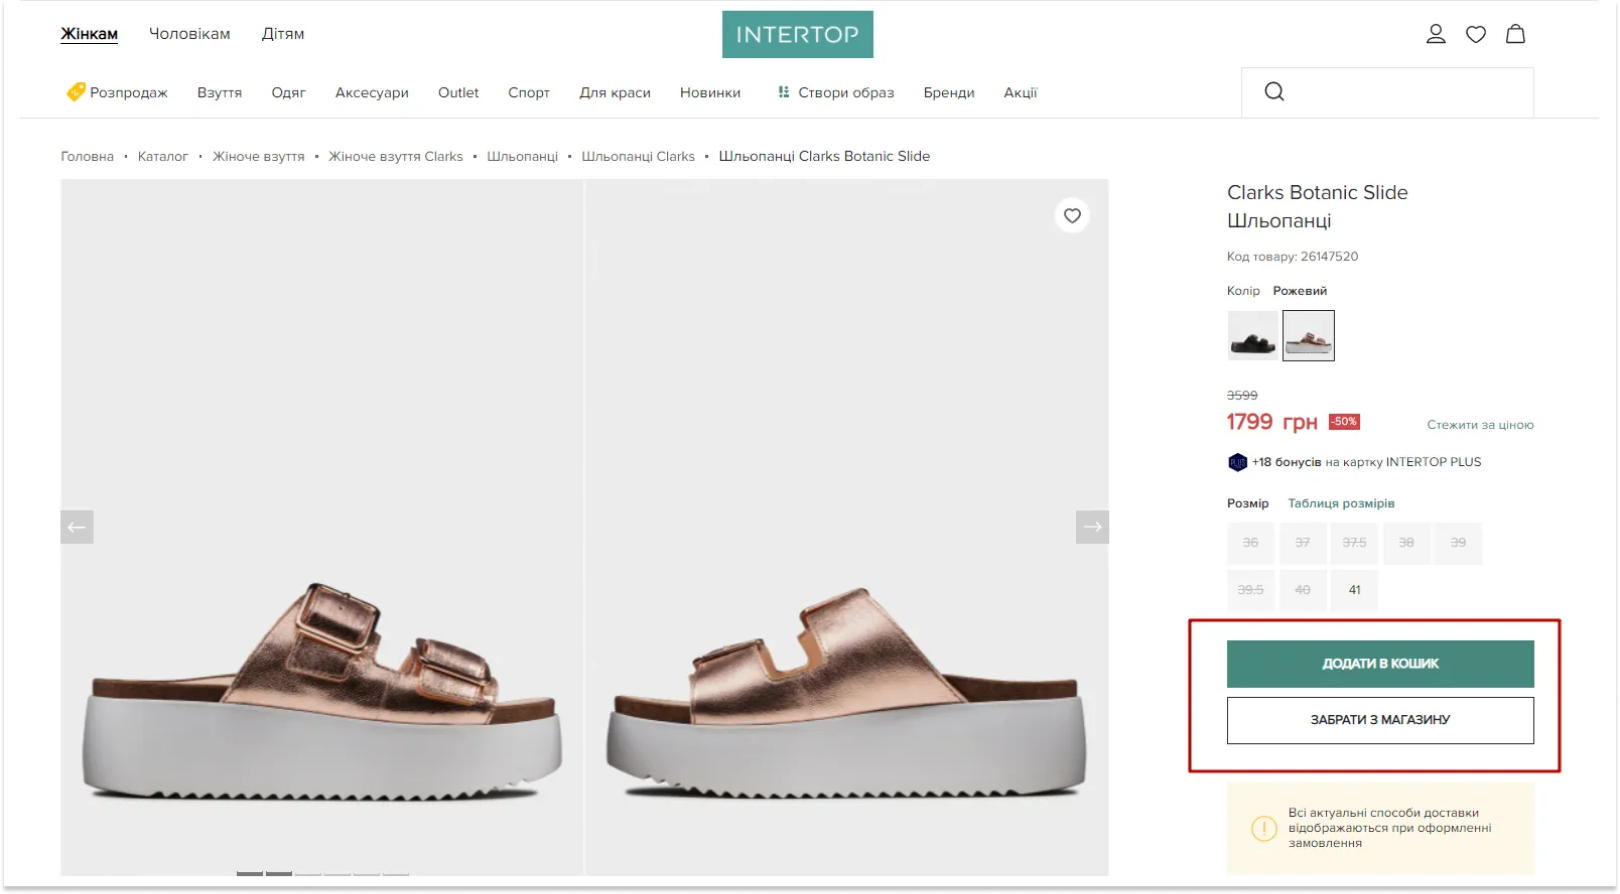 Жінкам Чоловікам Дітям
INTERTOP
Розпродаж Взуття Одяг Аксесуари Outlet Спорт Для краси Новинки Створи образ Бренди Акції
Головна · Каталог · Жіноче взуття · Жіноче взуття Clarks · Шльопанці · Шльопанці Clarks · Шльопанці Clarks Botanic Slide
Clarks Botanic Slide
Шльопанці
Код товару: 26147520
Колір Рожевий
3599
1799 грн -50%
Стежити за ціною
+18 бонусів на картку INTERTOP PLUS
Розмір Таблиця розмірів
36 37 37.5 38 39
39.5 40 41
ДОДАТИ В КОШИК
ЗАБРАТИ З МАГАЗИНУ
Всі актуальні способи доставки
відображаються при оформленні
замовлення